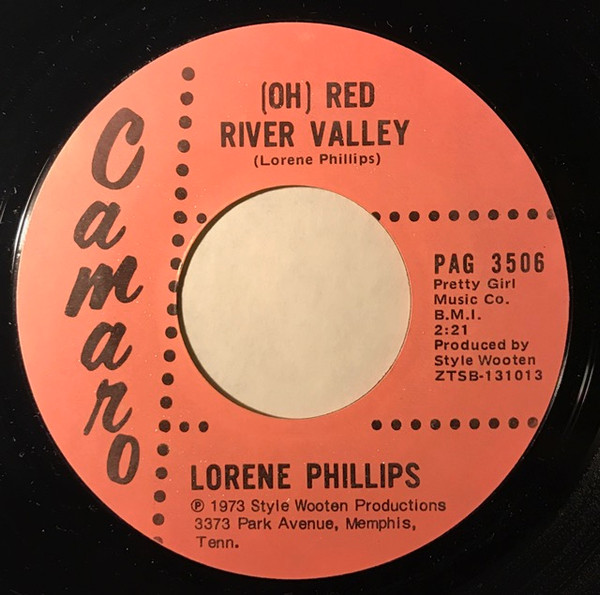 Camaro
(OH) RED
RIVER VALLEY
(Lorene Phillips)
PAG 3506
Pretty Girl
Music Co.
B.M.I.
2:21
Produced by
Style Wooten
ZTSB-131013
LORENE PHILLIPS
℗ 1973 Style Wooten Productions
3373 Park Avenue, Memphis,
Tenn.